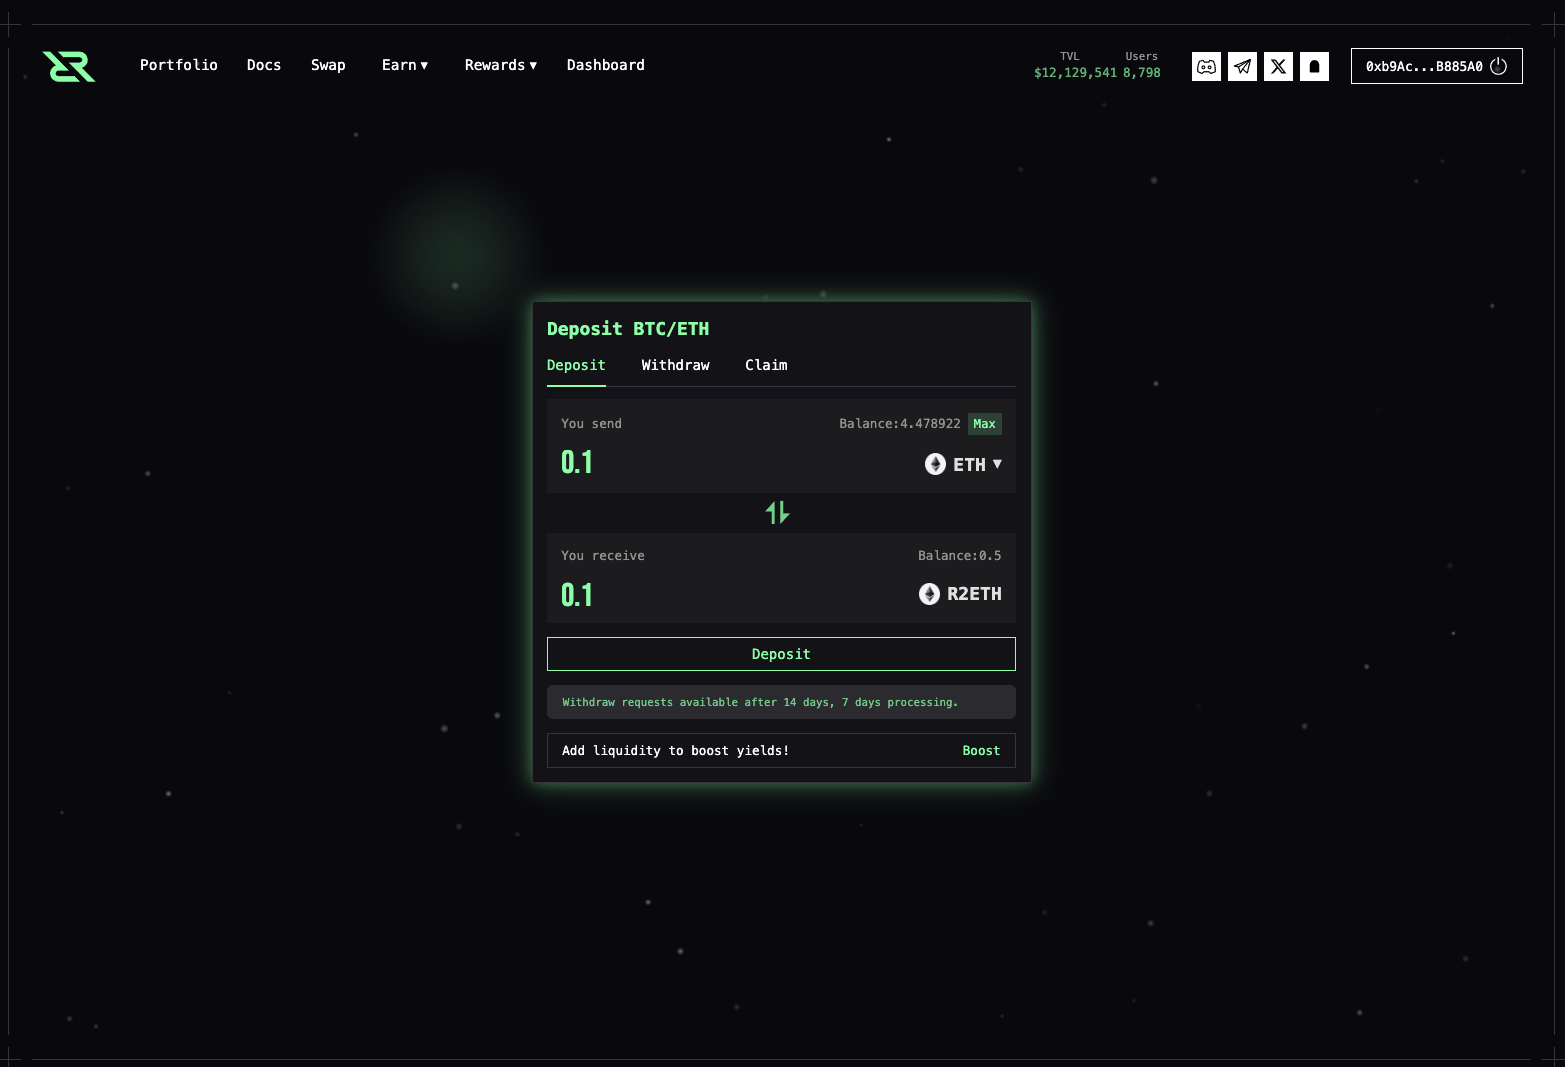 Portfolio Docs Swap Earn ▾ Rewards ▾ Dashboard
TVL Users
$12,129,541 8,798
0xb9Ac...B885A0
Deposit BTC/ETH
Deposit Withdraw Claim
You send Balance:4.478922 Max
0.1 ETH ▾
You receive Balance:0.5
0.1 R2ETH
Deposit
Withdraw requests available after 14 days, 7 days processing.
Add liquidity to boost yields! Boost